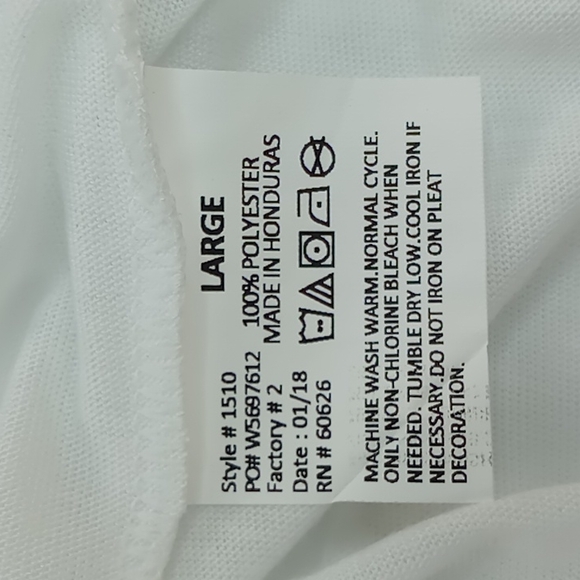 LARGE
Style # 1510
PO# W5697612
Factory # 2
Date : 01/18
RN # 60626
100% POLYESTER
MADE IN HONDURAS
MACHINE WASH WARM.NORMAL CYCLE.
ONLY NON-CHLORINE BLEACH WHEN
NEEDED. TUMBLE DRY LOW.COOL IRON IF
NECESSARY.DO NOT IRON ON PLEAT
DECORATION.